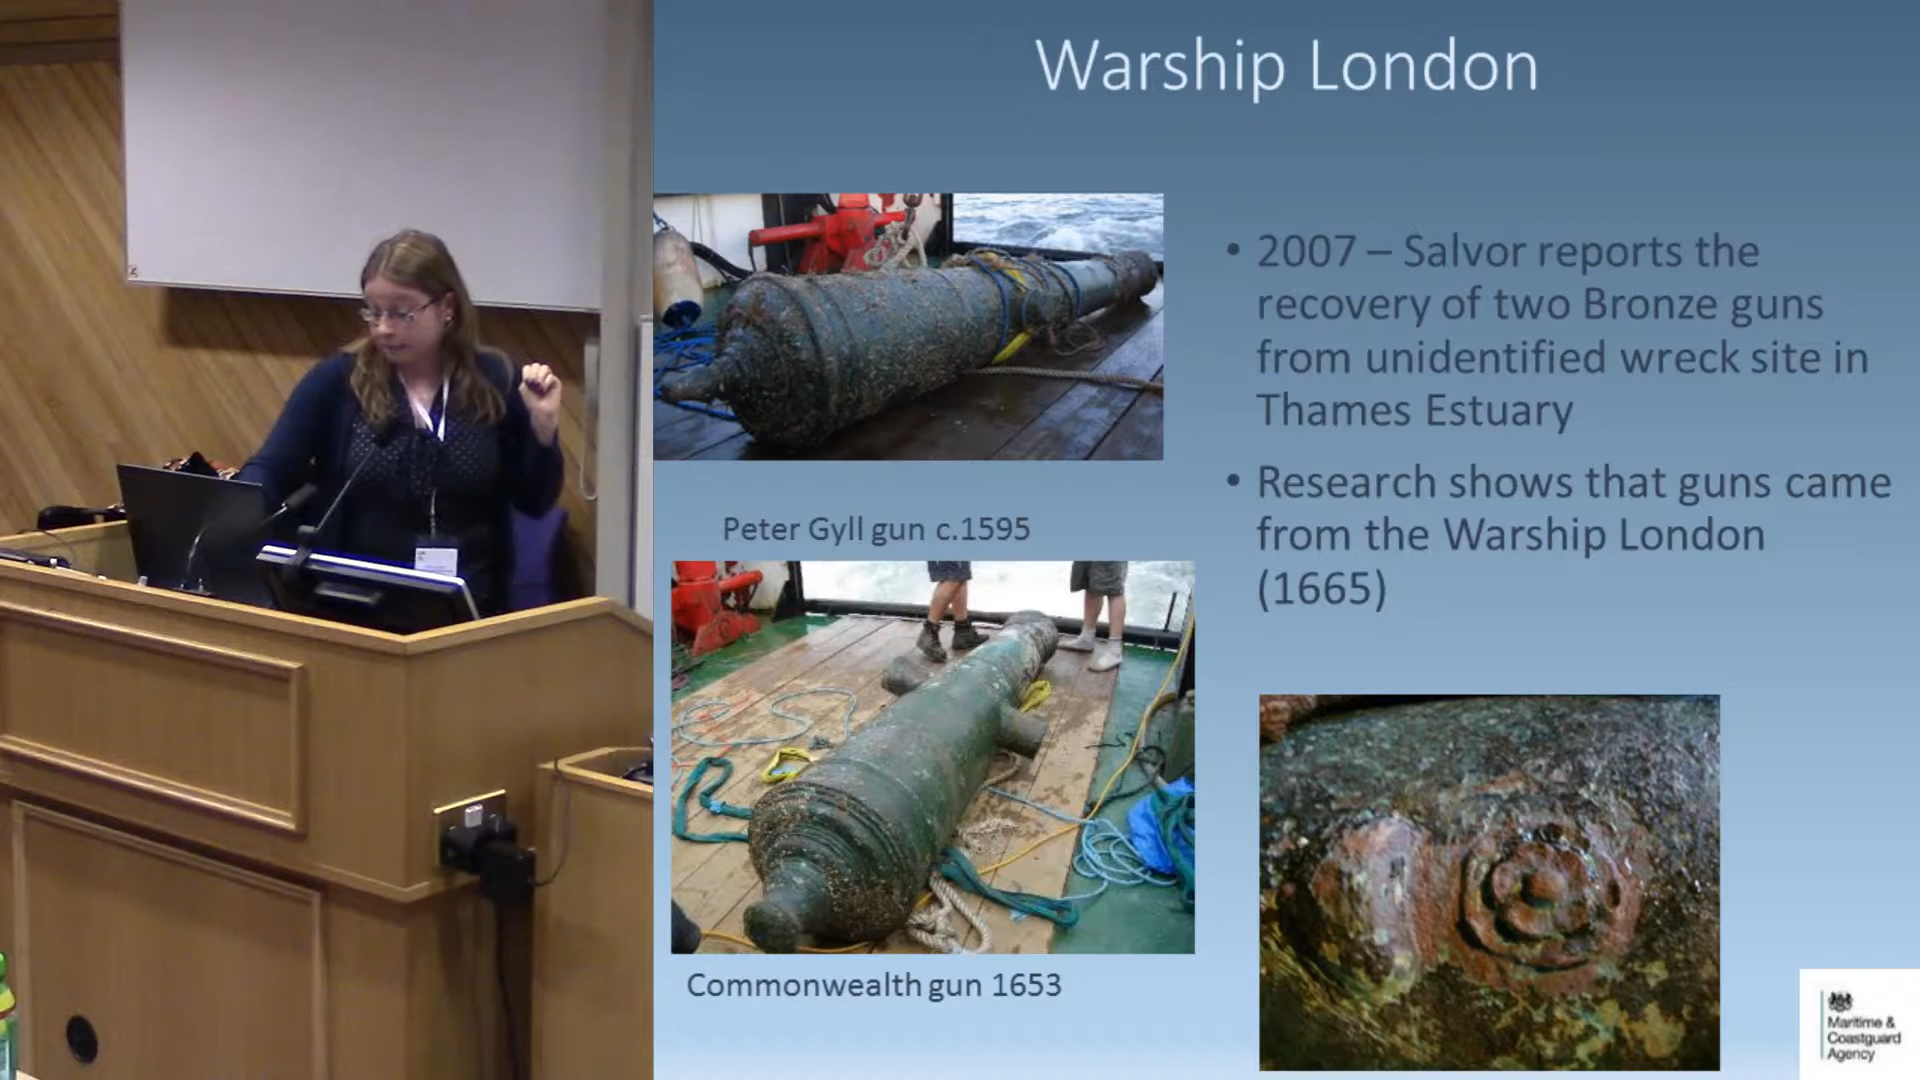 Warship London
• 2007 – Salvor reports the
recovery of two Bronze guns
from unidentified wreck site in
Thames Estuary
• Research shows that guns came
from the Warship London
(1665)
Peter Gyll gun c.1595
Commonwealth gun 1653
Maritime &
Coastguard
Agency